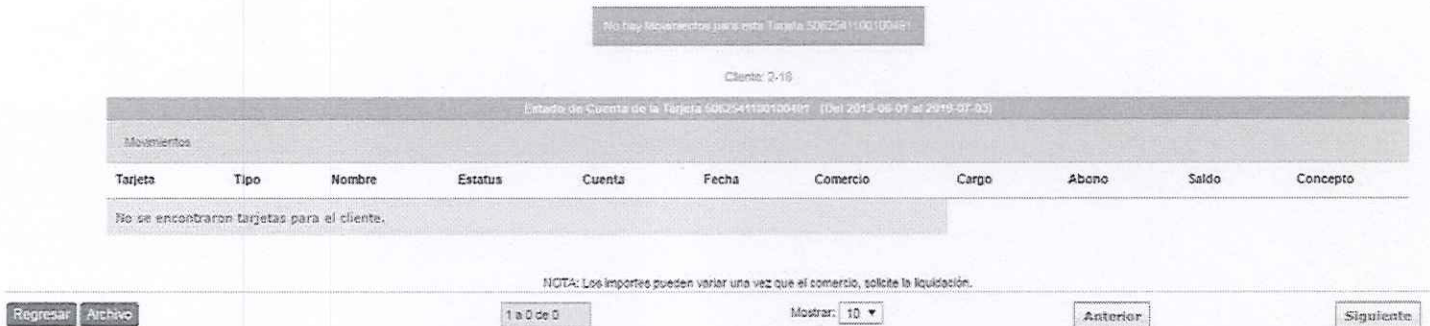 No hay Movimientos para esta Tarjeta 5062541100100491
Cliente: 2-16
Estado de Cuenta de la Tarjeta 5062541100100491 (Del 2019-06-01 al 2019-07-03)
Movimientos
Tarjeta Tipo Nombre Estatus Cuenta Fecha Comercio Cargo Abono Saldo Concepto
No se encontraron tarjetas para el cliente.
NOTA: Los importes pueden variar una vez que el comercio, solicite la liquidación.
Regresar Archivo 1 a 0 de 0 Mostrar: 10 Anterior Siguiente